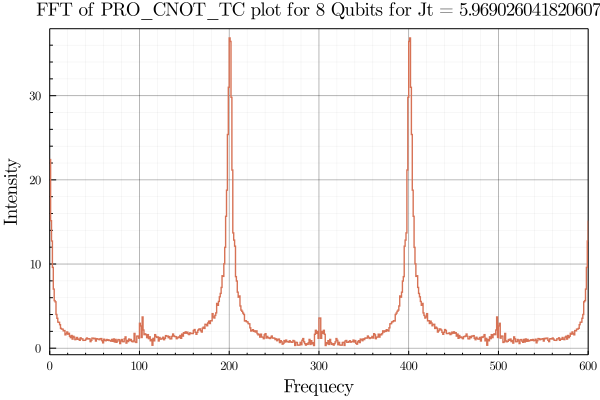 FFT of PRO_CNOT_TC plot for 8 Qubits for Jt = 5.969026041820607
Intensity
30
20
10
0
0 100 200 300 400 500 600
Frequecy